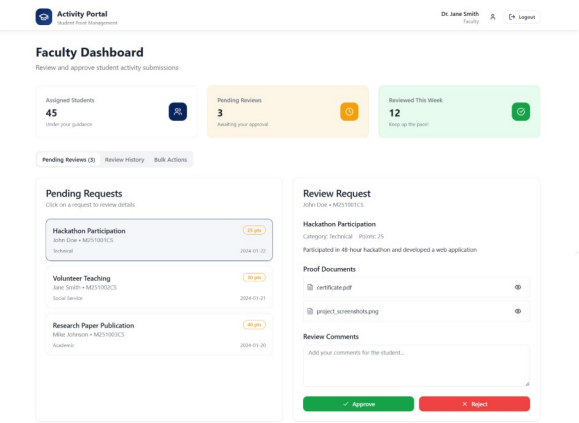 Activity Portal
Student Point Management
Dr. Jane Smith
Faculty
Logout
Faculty Dashboard
Review and approve student activity submissions
Assigned Students
45
Under your guidance
Pending Reviews
3
Awaiting your approval
Reviewed This Week
12
Keep up the pace!
Pending Reviews (3)
Review History
Bulk Actions
Pending Requests
Click on a request to review details
Hackathon Participation
25 pts
John Doe • M251001CS
Technical
2024-01-22
Volunteer Teaching
30 pts
Jane Smith • M251002CS
Social Service
2024-01-21
Research Paper Publication
40 pts
Mike Johnson • M251003CS
Academic
2024-01-20
Review Request
John Doe • M251001CS
Hackathon Participation
Category: Technical Points: 25
Participated in 48-hour hackathon and developed a web application
Proof Documents
certificate.pdf
project_screenshots.png
Review Comments
Add your comments for the student...
Approve
Reject